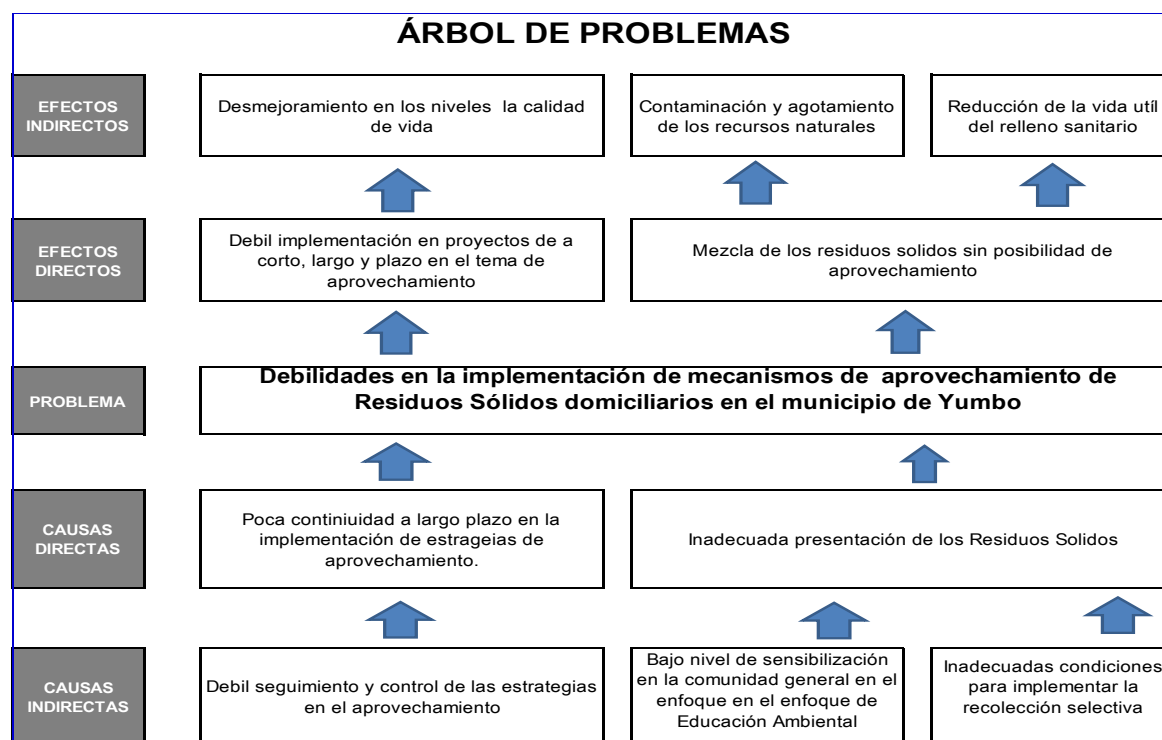 ÁRBOL DE PROBLEMAS
EFECTOS
INDIRECTOS
Desmejoramiento en los niveles la calidad
de vida
Contaminación y agotamiento
de los recursos naturales
Reducción de la vida utíl
del relleno sanitario
EFECTOS
DIRECTOS
Debil implementación en proyectos de a
corto, largo y plazo en el tema de
aprovechamiento
Mezcla de los residuos solidos sin posibilidad de
aprovechamiento
PROBLEMA
Debilidades en la implementación de mecanismos de aprovechamiento de
Residuos Sólidos domiciliarios en el municipio de Yumbo
CAUSAS
DIRECTAS
Poca continiuidad a largo plazo en la
implementación de estrageias de
aprovechamiento.
Inadecuada presentación de los Residuos Solidos
CAUSAS
INDIRECTAS
Debil seguimiento y control de las estrategias
en el aprovechamiento
Bajo nivel de sensibilización
en la comunidad general en el
enfoque en el enfoque de
Educación Ambiental
Inadecuadas condiciones
para implementar la
recolección selectiva